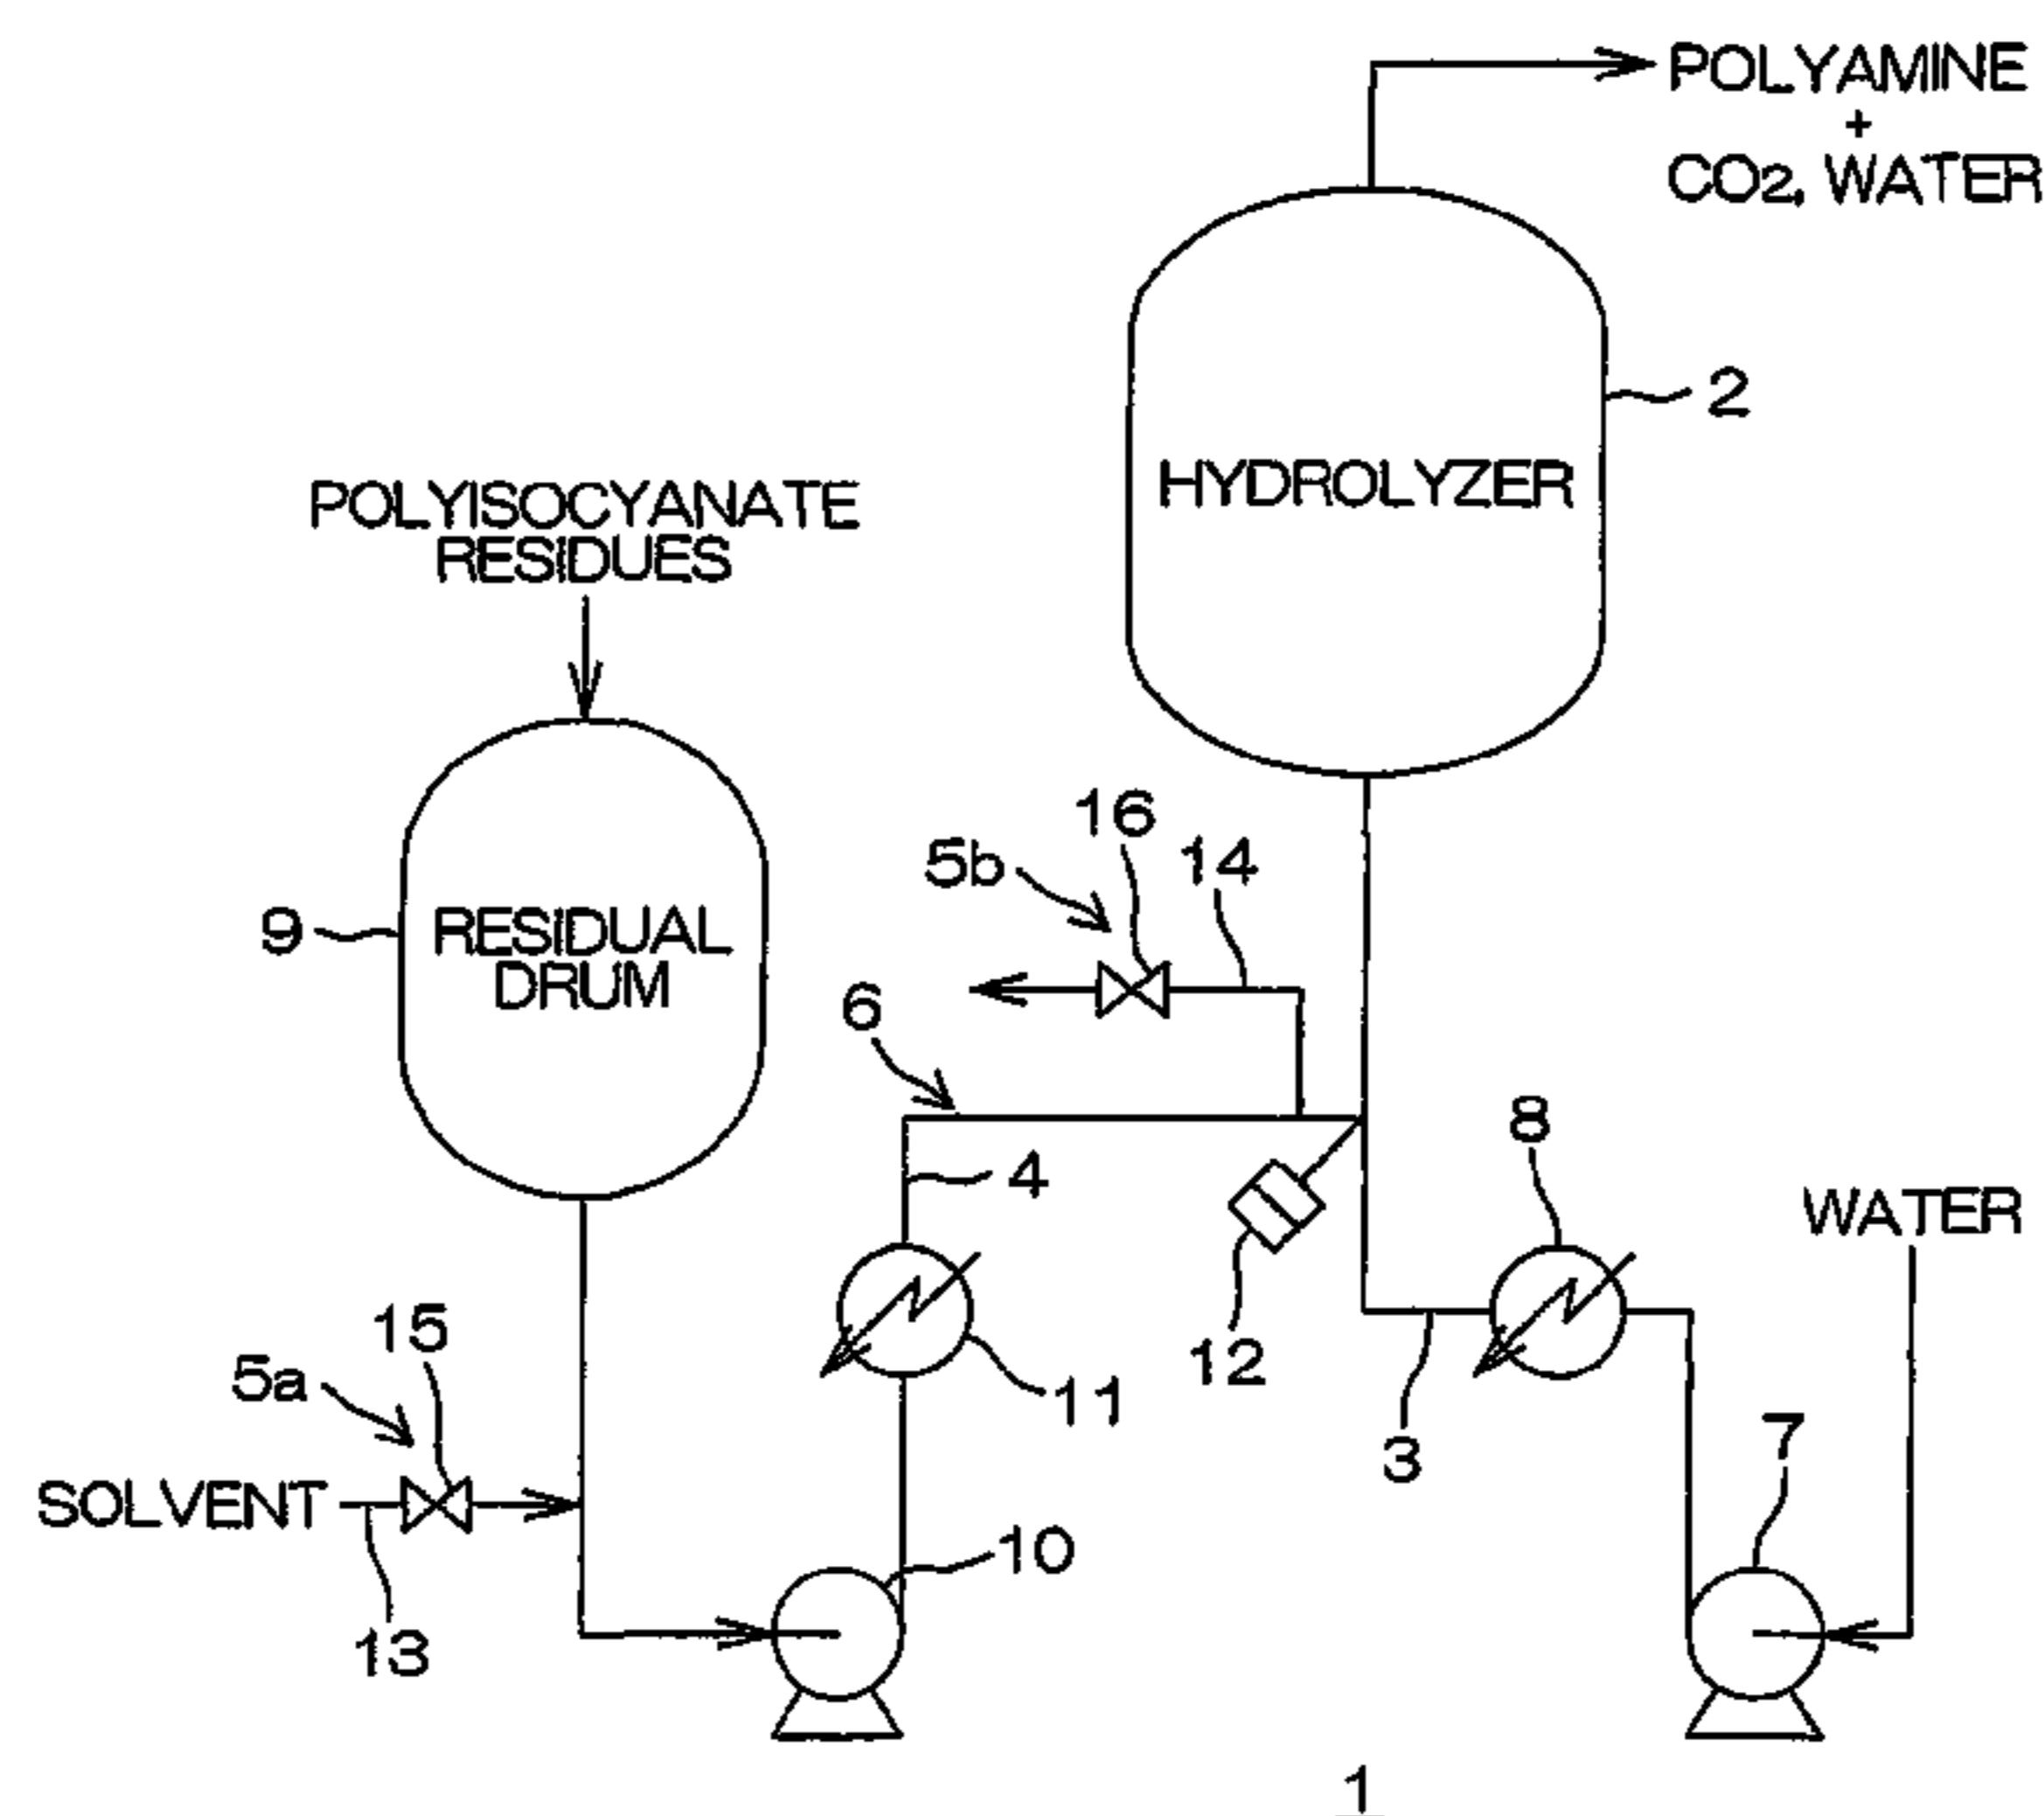 POLYAMINE
+
CO2, WATER
2
HYDROLYZER
POLYISOCYANATE
RESIDUES
16
5b
14
9
RESIDUAL
DRUM
6
8
4
WATER
15
12
5a
11
3
7
SOLVENT
10
13
1